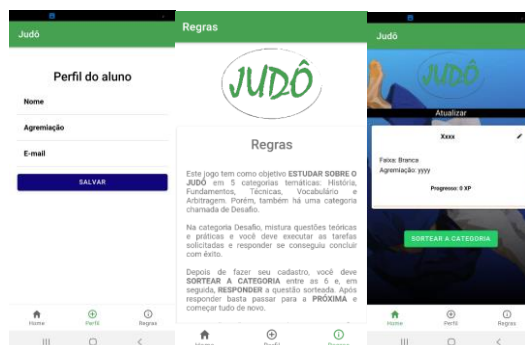 Judô
Perfil do aluno
Nome
Agremiação
E-mail
SALVAR
Home
Perfil
Regras
Regras
JUDÔ
Regras
Este jogo tem como objetivo ESTUDAR SOBRE O
JUDÔ em 5 categorias temáticas: História,
Fundamentos, Técnicas, Vocabulário e
Arbitragem. Porém, também há uma categoria
chamada de Desafio.
Na categoria Desafio, mistura questões teóricas
e práticas e você deve executar as tarefas
solicitadas e responder se conseguiu concluir
com êxito.
Depois de fazer seu cadastro, você deve
SORTEAR A CATEGORIA entre as 6 e, em
seguida, RESPONDER a questão sorteada. Após
responder basta passar para a PRÓXIMA e
começar tudo de novo.
Home
Perfil
Regras
Judô
JUDÔ
Atualizar
Xxxx
Faixa: Branca
Agremiação: yyyy
Progresso: 0 XP
SORTEAR A CATEGORIA
Home
Perfil
Regras